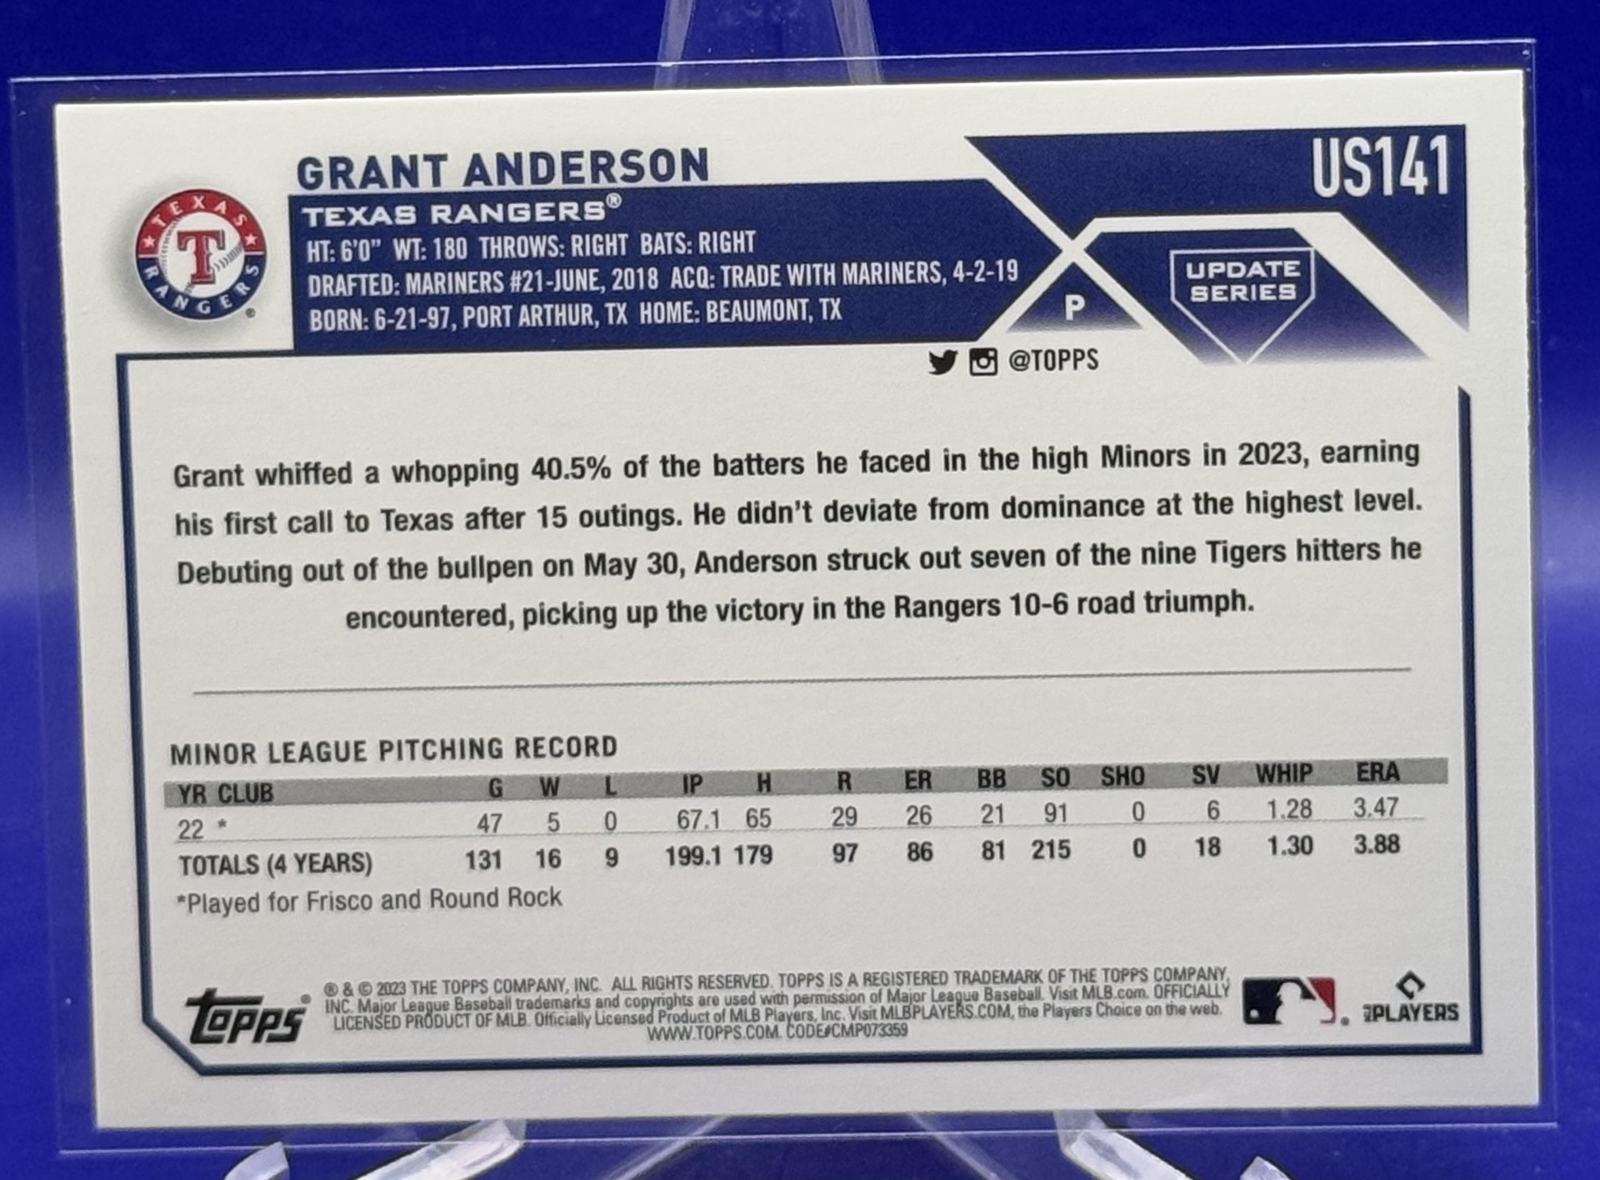 US141
GRANT ANDERSON
TEXAS RANGERS®
HT: 6'0" WT: 180 THROWS: RIGHT BATS: RIGHT
DRAFTED: MARINERS #21-JUNE, 2018 ACQ: TRADE WITH MARINERS, 4-2-19
BORN: 6-21-97, PORT ARTHUR, TX HOME: BEAUMONT, TX
TEXAS
T
RANGERS
®
P
UPDATE
SERIES
@TOPPS
Grant whiffed a whopping 40.5% of the batters he faced in the high Minors in 2023, earning
his first call to Texas after 15 outings. He didn't deviate from dominance at the highest level.
Debuting out of the bullpen on May 30, Anderson struck out seven of the nine Tigers hitters he
encountered, picking up the victory in the Rangers 10-6 road triumph.
MINOR LEAGUE PITCHING RECORD
YR CLUB G W L IP H R ER BB SO SHO SV WHIP ERA
22 * 47 5 0 67.1 65 29 26 21 91 0 6 1.28 3.47
TOTALS (4 YEARS) 131 16 9 199.1 179 97 86 81 215 0 18 1.30 3.88
*Played for Frisco and Round Rock
Topps®
® & © 2023 THE TOPPS COMPANY, INC. ALL RIGHTS RESERVED. TOPPS IS A REGISTERED TRADEMARK OF THE TOPPS COMPANY,
INC. Major League Baseball trademarks and copyrights are used with permission of Major League Baseball. Visit MLB.com. OFFICIALLY
LICENSED PRODUCT OF MLB. Officially Licensed Product of MLB Players, Inc. Visit MLBPLAYERS.COM, the Players Choice on the web.
WWW.TOPPS.COM. CODE#CMP073359
®
PLAYERS